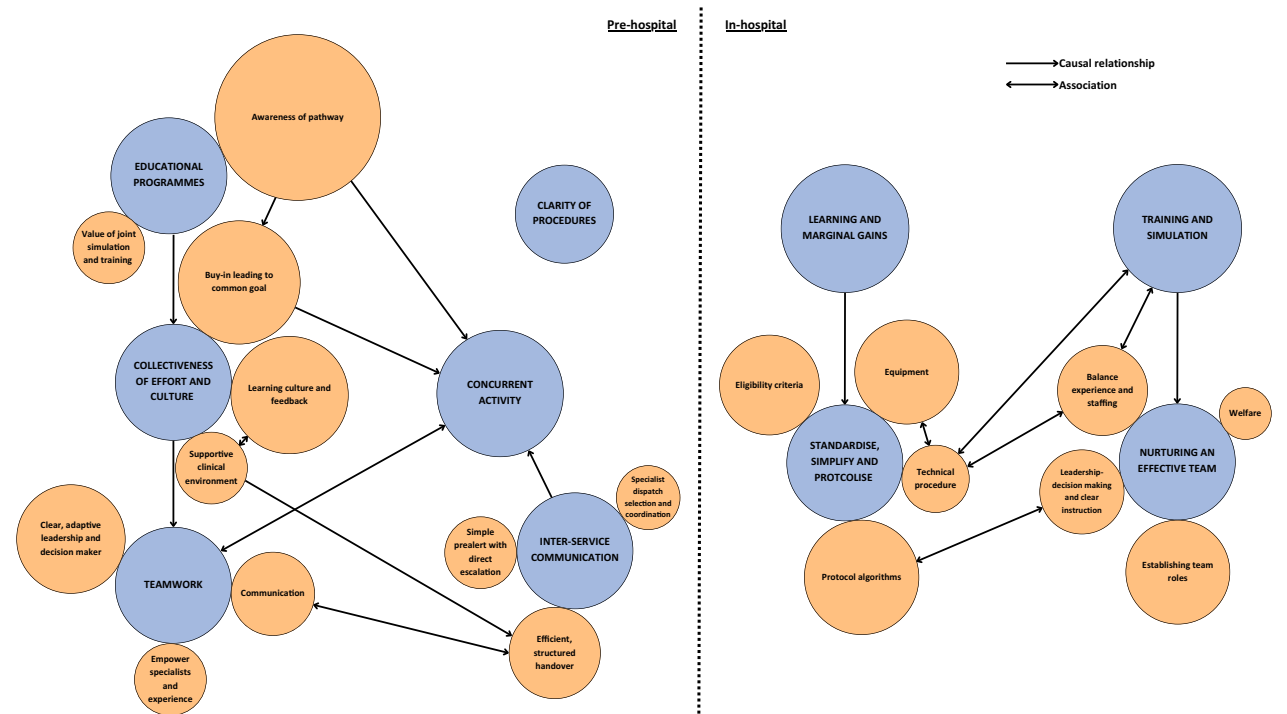 Pre-hospital
In-hospital
Causal relationship
Association
Awareness of pathway
EDUCATIONAL
PROGRAMMES
Value of joint
simulation
and training
Buy-in leading to
common goal
CLARITY OF
PROCEDURES
COLLECTIVENESS
OF EFFORT AND
CULTURE
Learning culture and
feedback
CONCURRENT
ACTIVITY
Supportive
clinical
environment
Clear, adaptive
leadership and
decision maker
TEAMWORK
Communication
Empower
specialists
and
experience
Simple
prealert with
direct
escalation
Specialist
dispatch
selection and
coordination
INTER-SERVICE
COMMUNICATION
Efficient,
structured
handover
LEARNING AND
MARGINAL GAINS
TRAINING AND
SIMULATION
Eligibility criteria
Equipment
STANDARDISE,
SIMPLIFY AND
PROTCOLISE
Technical
procedure
Protocol algorithms
Balance
experience and
staffing
Welfare
NURTURING AN
EFFECTIVE TEAM
Leadership-
decision making
and clear
instruction
Establishing team
roles